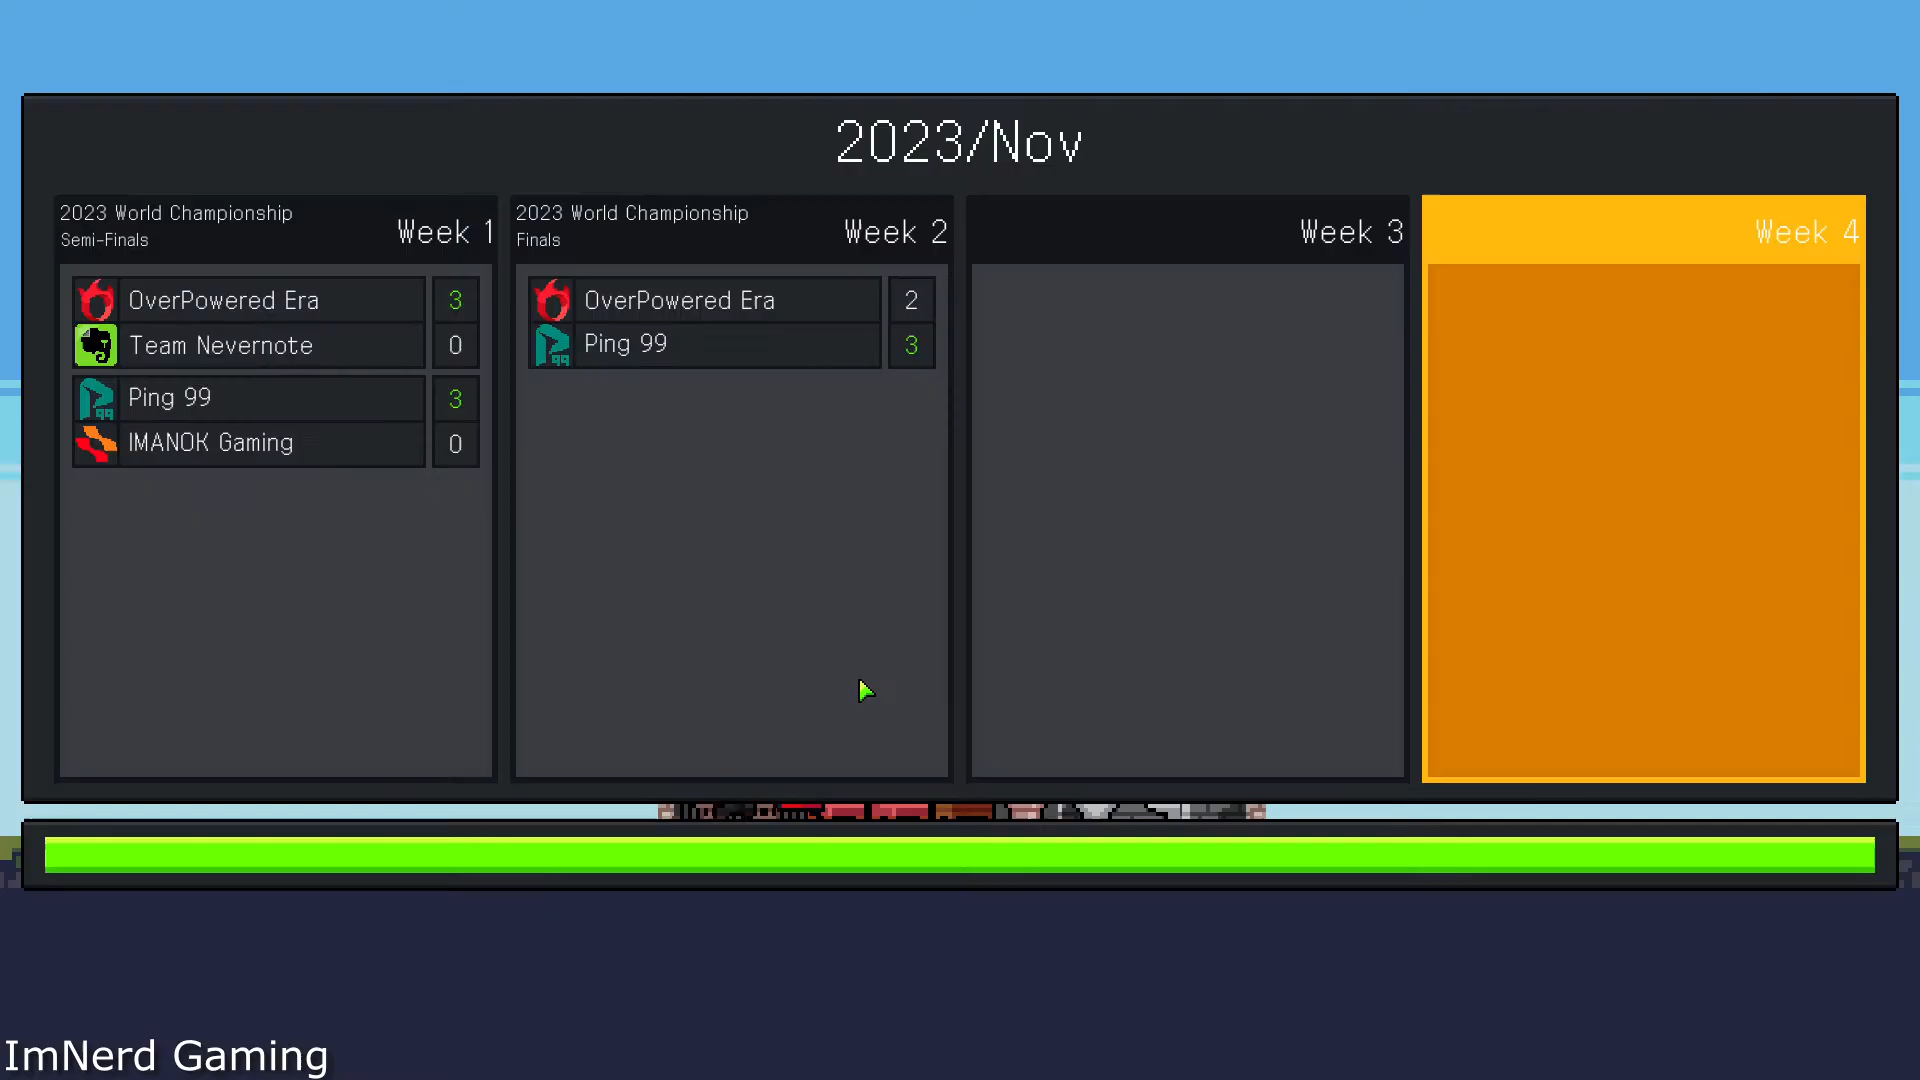 2023/Nov
2023 World Championship
Semi-Finals
Week 1
OverPowered Era 3
Team Nevernote 0
Ping 99 3
IMANOK Gaming 0
2023 World Championship
Finals
Week 2
OverPowered Era 2
Ping 99 3
Week 3
Week 4
ImNerd Gaming